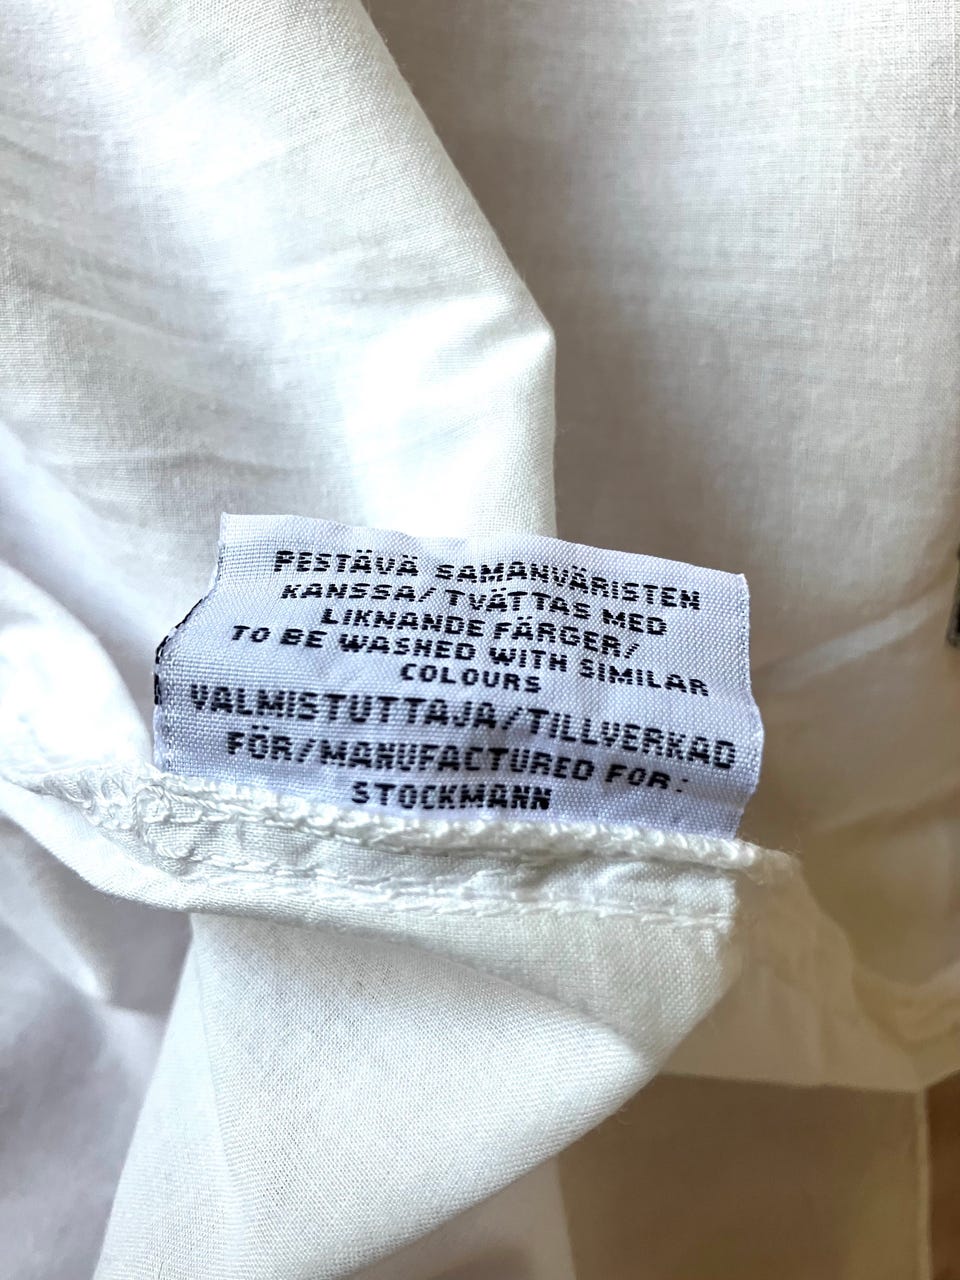 PESTÄVÄ SAMANVÄRISTEN
KANSSA/TVÄTTAS MED
LIKNANDE FÄRGER/
TO BE WASHED WITH SIMILAR
COLOURS
VALMISTUTTAJA/TILLVERKAD
FÖR/MANUFACTURED FOR:
STOCKMANN